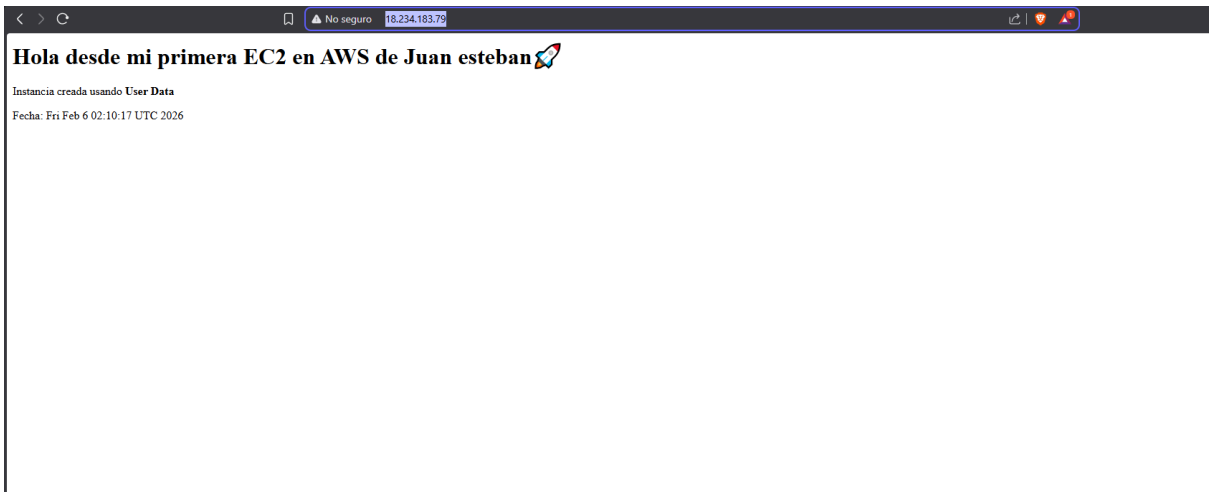 No seguro 18.234.183.79
1
Hola desde mi primera EC2 en AWS de Juan esteban🚀
Instancia creada usando User Data
Fecha: Fri Feb 6 02:10:17 UTC 2026